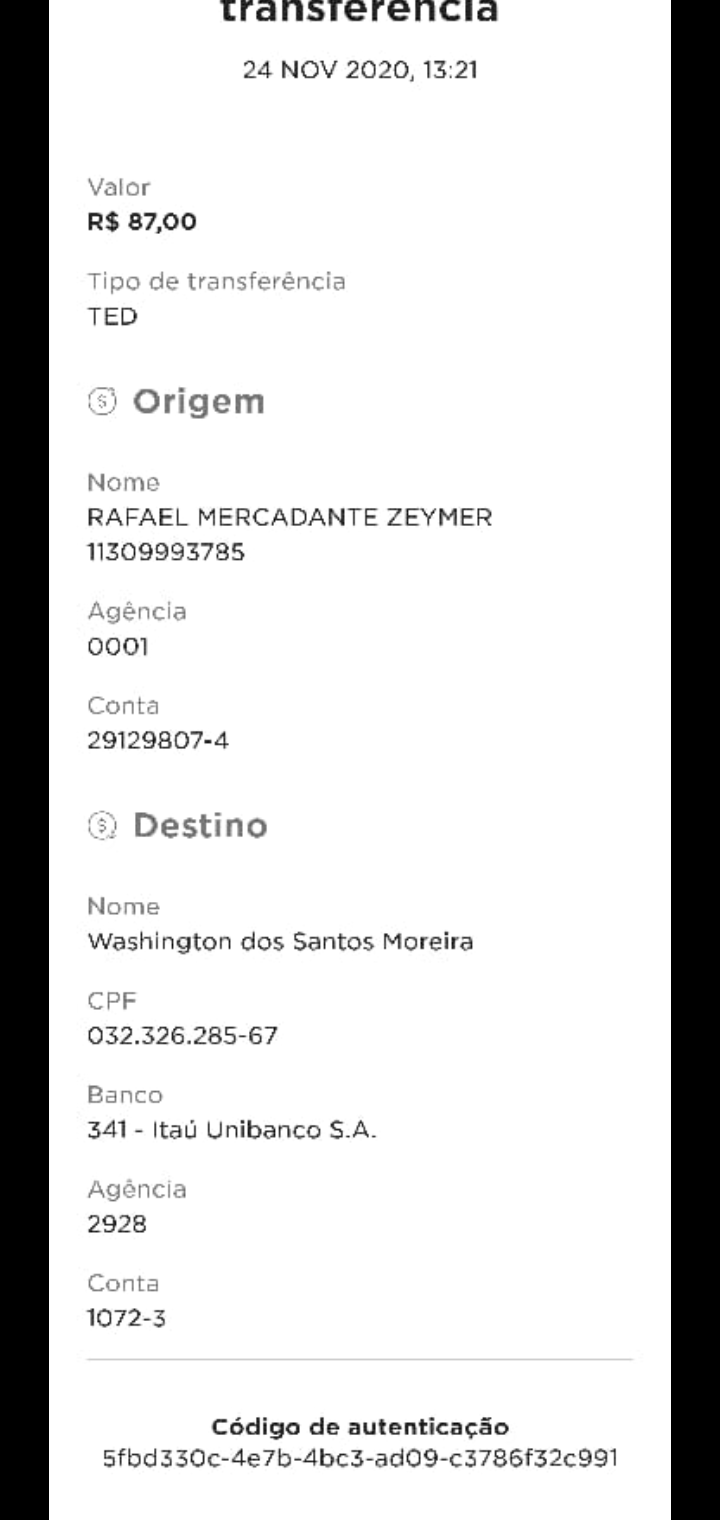 transferência
24 NOV 2020, 13:21
Valor
R$ 87,00
Tipo de transferência
TED
Origem
Nome
RAFAEL MERCADANTE ZEYMER
11309993785
Agência
0001
Conta
29129807-4
Destino
Nome
Washington dos Santos Moreira
CPF
032.326.285-67
Banco
341 - Itaú Unibanco S.A.
Agência
2928
Conta
1072-3
Código de autenticação
5fbd330c-4e7b-4bc3-ad09-c3786f32c991